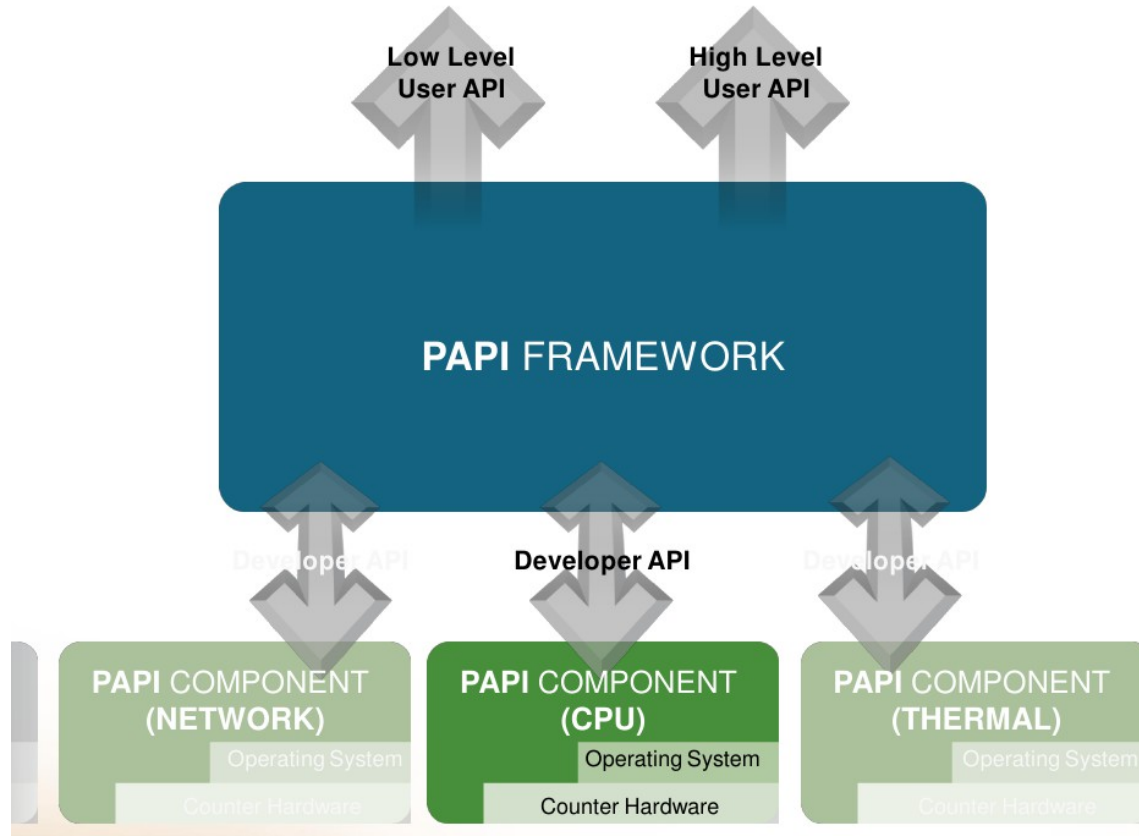 Low Level
User API
High Level
User API
PAPI FRAMEWORK
Developer API
Developer API
Developer API
PAPI COMPONENT
(NETWORK)
Operating System
Counter Hardware
PAPI COMPONENT
(CPU)
Operating System
Counter Hardware
PAPI COMPONENT
(THERMAL)
Operating System
Counter Hardware